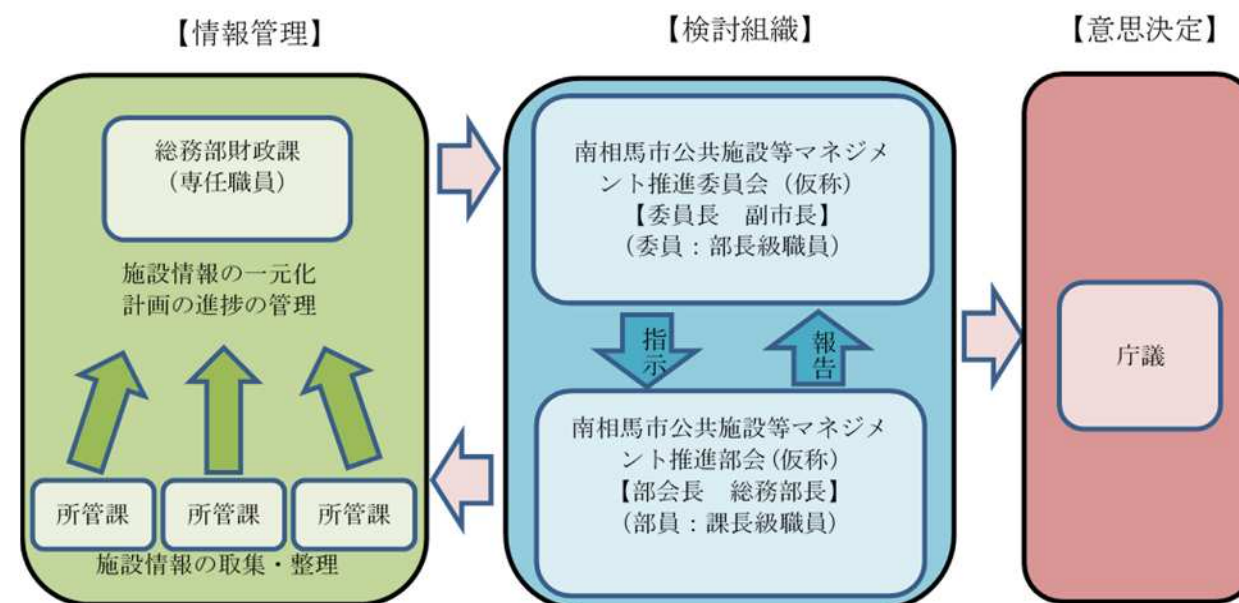 【情報管理】
【検討組織】
【意思決定】
総務部財政課
（専任職員）
施設情報の一元化
計画の進捗の管理
所管課
所管課
所管課
施設情報の取集・整理
南相馬市公共施設等マネジメ
ント推進委員会（仮称）
【委員長　副市長】
（委員：部長級職員）
指示
報告
南相馬市公共施設等マネジメ
ント推進部会(仮称)
【部会長　総務部長】
(部員：課長級職員)
庁議